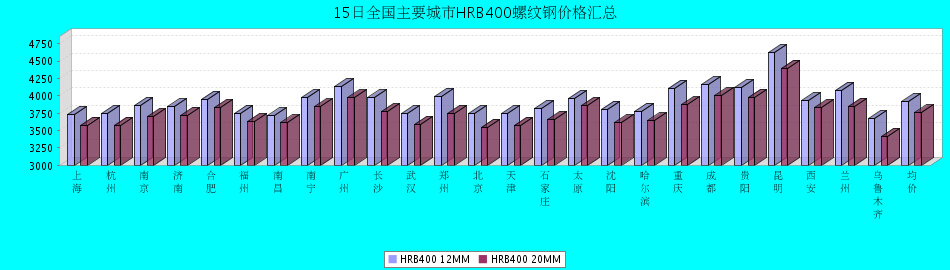 15日全国主要城市HRB400螺纹钢价格汇总
4750
4500
4250
4000
3750
3500
3250
3000
上海
杭州
南京
济南
合肥
福州
南昌
南宁
广州
长沙
武汉
郑州
北京
天津
石家庄
太原
沈阳
哈尔滨
重庆
成都
贵阳
昆明
西安
兰州
乌鲁木齐
均价
HRB400 12MM HRB400 20MM